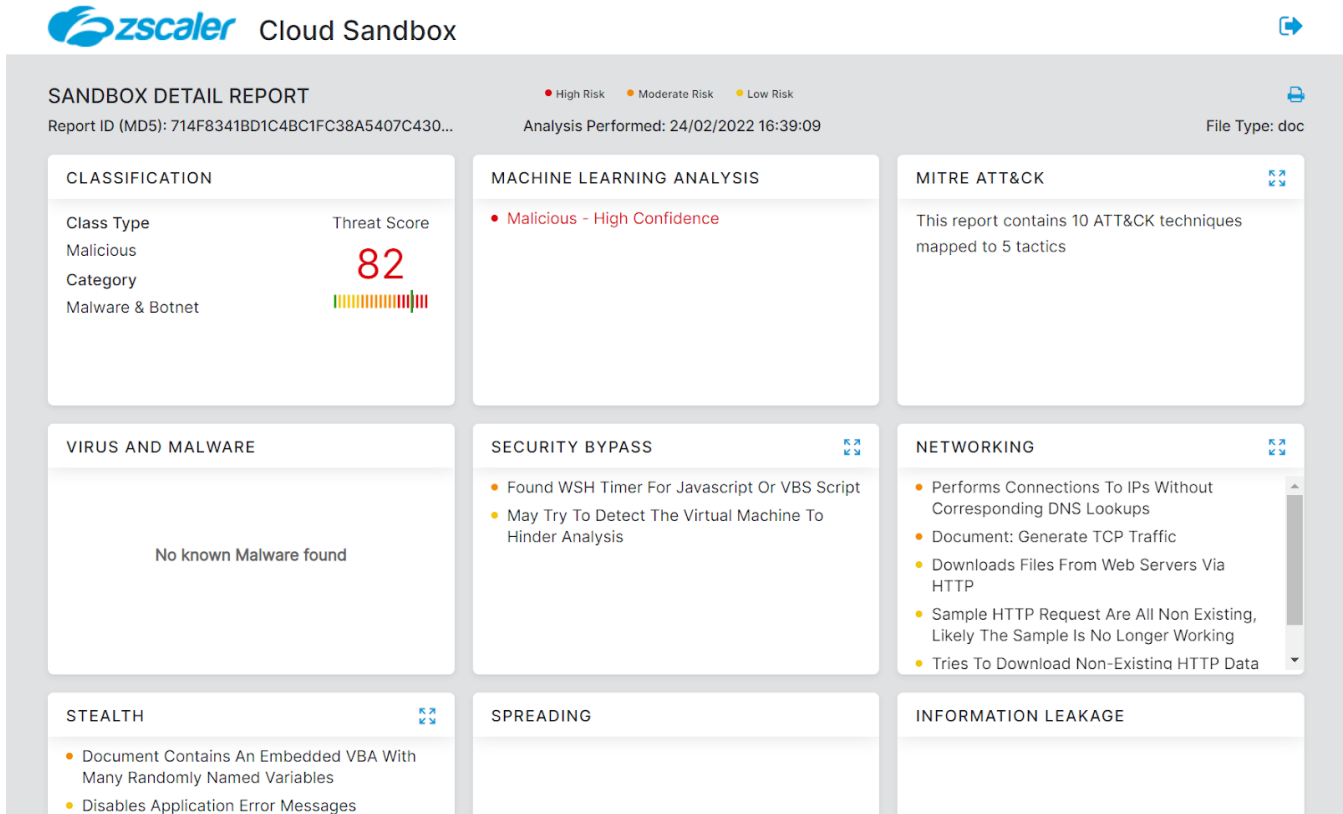 zscaler Cloud Sandbox
SANDBOX DETAIL REPORT
High Risk Moderate Risk Low Risk
Report ID (MD5): 714F8341BD1C4BC1FC38A5407C430...
Analysis Performed: 24/02/2022 16:39:09
File Type: doc
CLASSIFICATION
Class Type
Malicious
Category
Malware & Botnet
Threat Score
82
MACHINE LEARNING ANALYSIS
Malicious - High Confidence
MITRE ATT&CK
This report contains 10 ATT&CK techniques
mapped to 5 tactics
VIRUS AND MALWARE
No known Malware found
SECURITY BYPASS
Found WSH Timer For Javascript Or VBS Script
May Try To Detect The Virtual Machine To
Hinder Analysis
NETWORKING
Performs Connections To IPs Without
Corresponding DNS Lookups
Document: Generate TCP Traffic
Downloads Files From Web Servers Via
HTTP
Sample HTTP Request Are All Non Existing,
Likely The Sample Is No Longer Working
Tries To Download Non-Existing HTTP Data
STEALTH
Document Contains An Embedded VBA With
Many Randomly Named Variables
Disables Application Error Messages
SPREADING
INFORMATION LEAKAGE